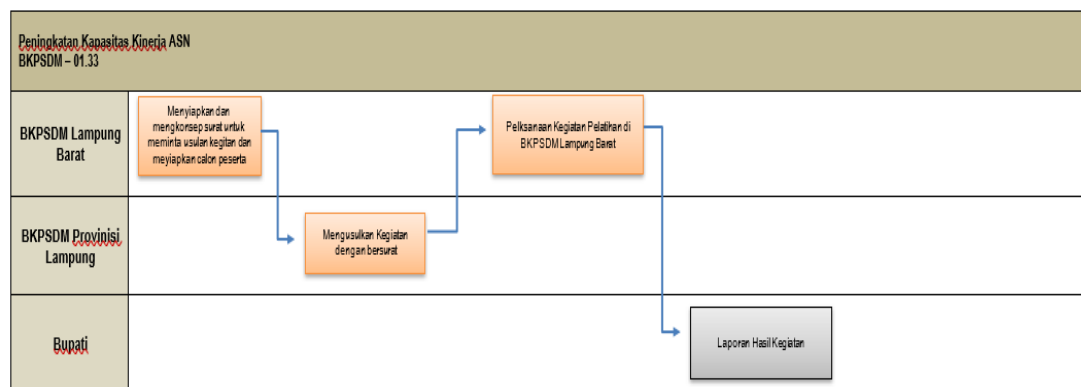 Peningkatan Kapasitas Kinerja ASN
BKPSDM – 01.33
BKPSDM Lampung
Barat
Menyiapkan dan
mengkonsep surat untuk
meminta usulan kegitan dan
meyiapkan calon peserta
Pelksanaan Kegiatan Pelatihan di
BKPSDM Lampung Barat
BKPSDM Provinisi
Lampung
Mengusulkan Kegiatan
dengan bersurat
Bupati
Laporan Hasil Kegiatan